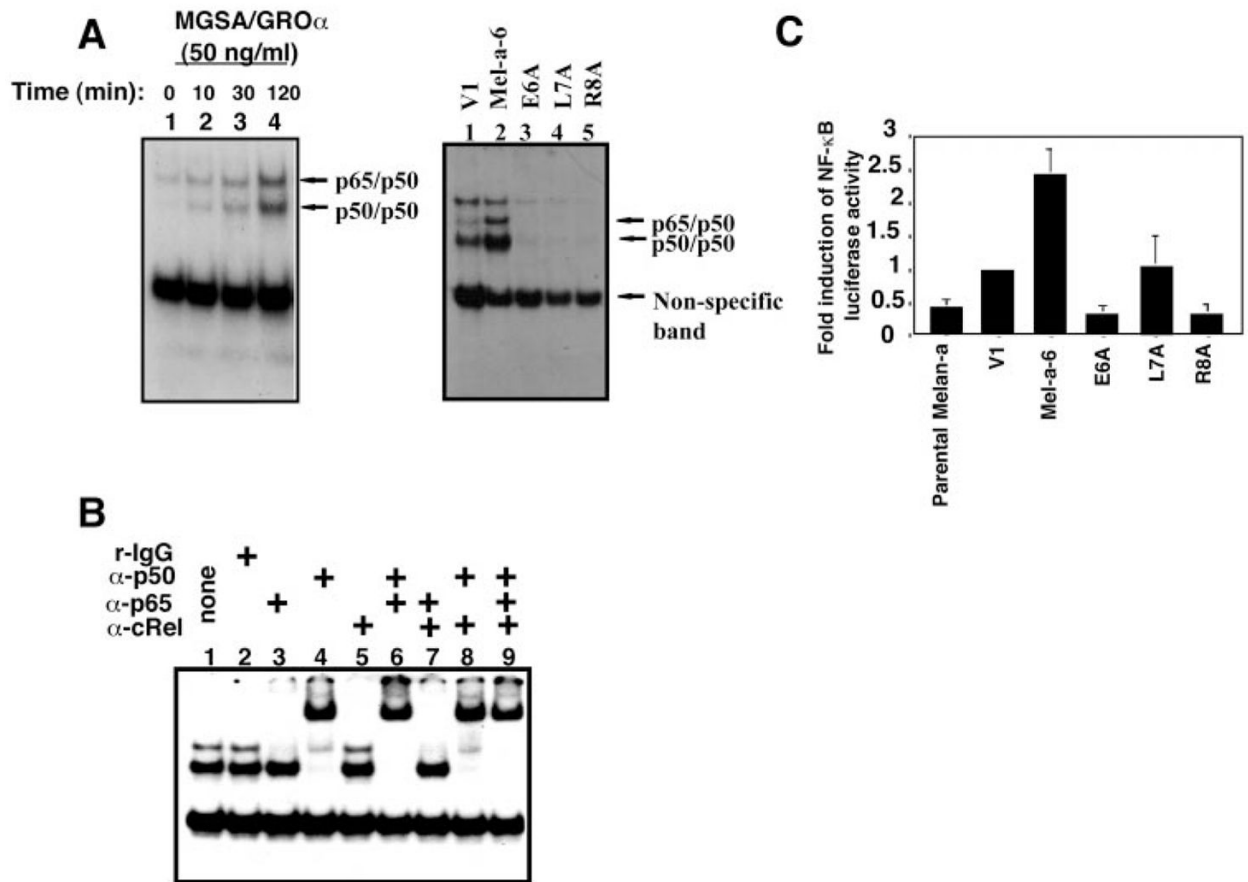 A
MGSA/GROα
(50 ng/ml)
Time (min): 0 10 30 120
1 2 3 4
p65/p50
p50/p50
V1 Mel-a-6 E6A L7A R8A
1 2 3 4 5
p65/p50
p50/p50
Non-specific
band
C
Fold induction of NF-κB
luciferase activity
3
2.5
2
1.5
1
0.5
0
Parental Melan-a V1 Mel-a-6 E6A L7A R8A
B
r-IgG +
α-p50 + + + +
α-p65 + + + +
α-cRel + + + +
none
1 2 3 4 5 6 7 8 9